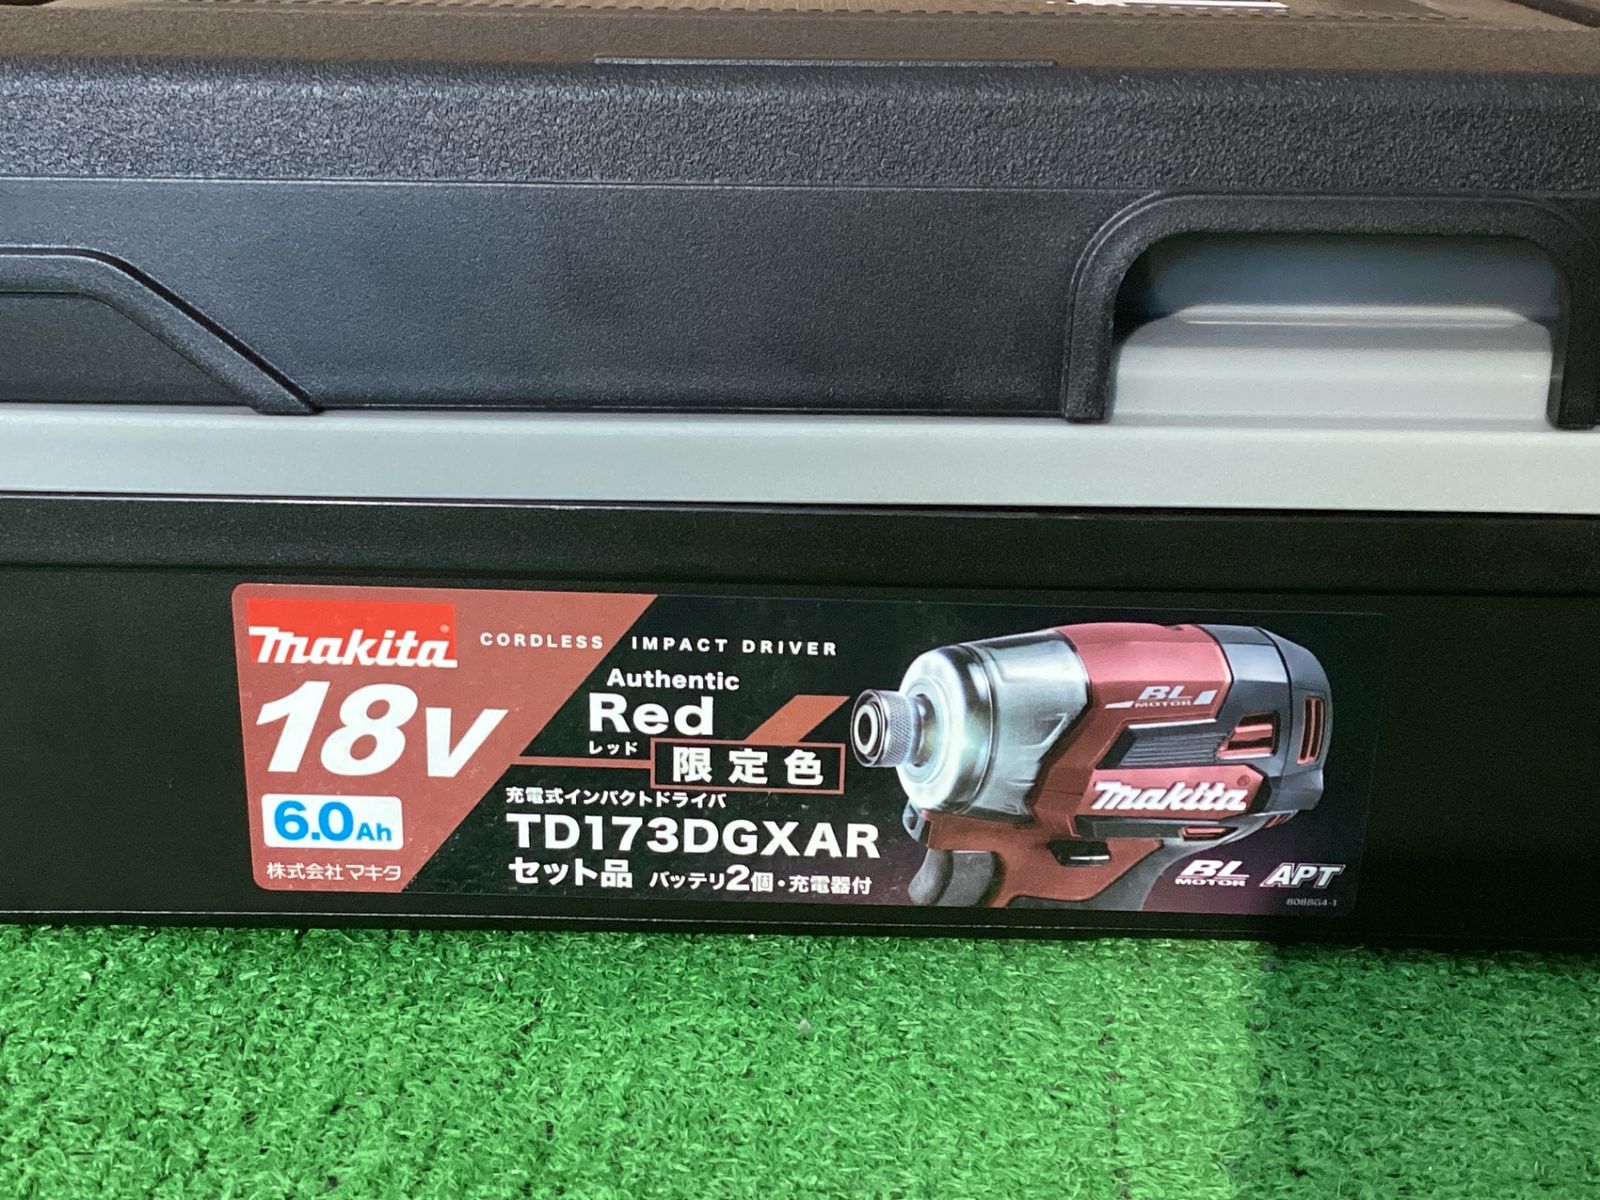 makita®
CORDLESS IMPACT DRIVER
18V
6.0Ah
株式会社マキタ
Authentic
Red
レッド
限定色
充電式インパクトドライバ
TD173DGXAR
セット品 バッテリ2個・充電器付
BL
MOTOR
makita®
BL
MOTOR
APT
808864-1